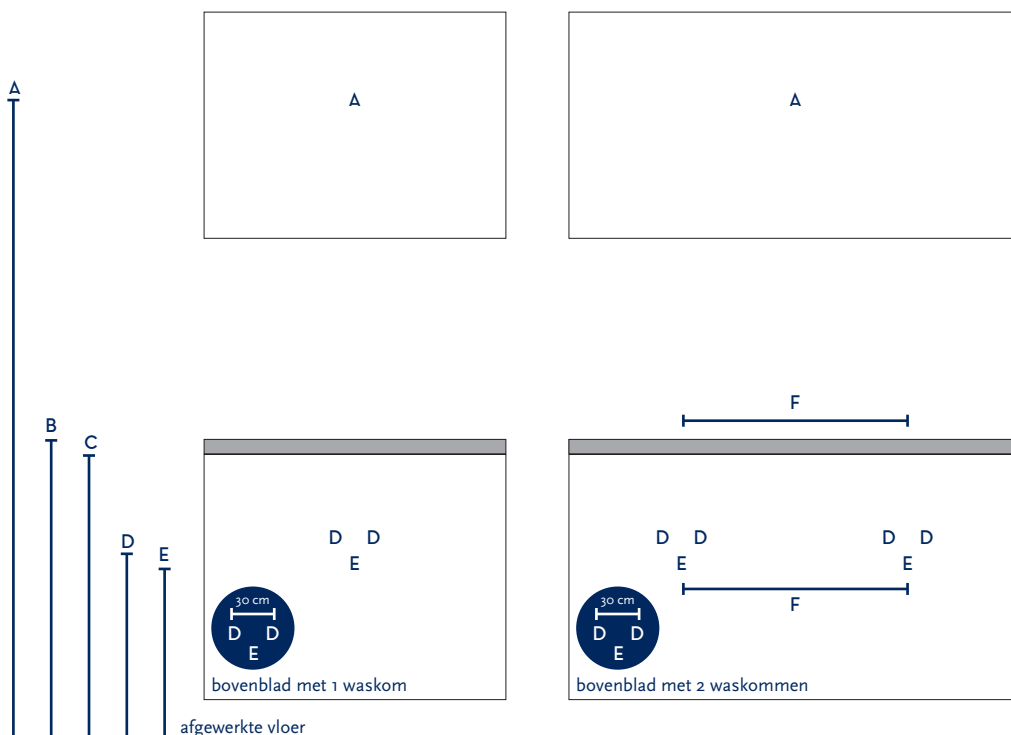 A
A
A
B
C
F
D
E
D D
E
D D
E
D D
E
F
30 cm
D D
E
30 cm
D D
E
bovenblad met 1 waskom
bovenblad met 2 waskommen
afgewerkte vloer